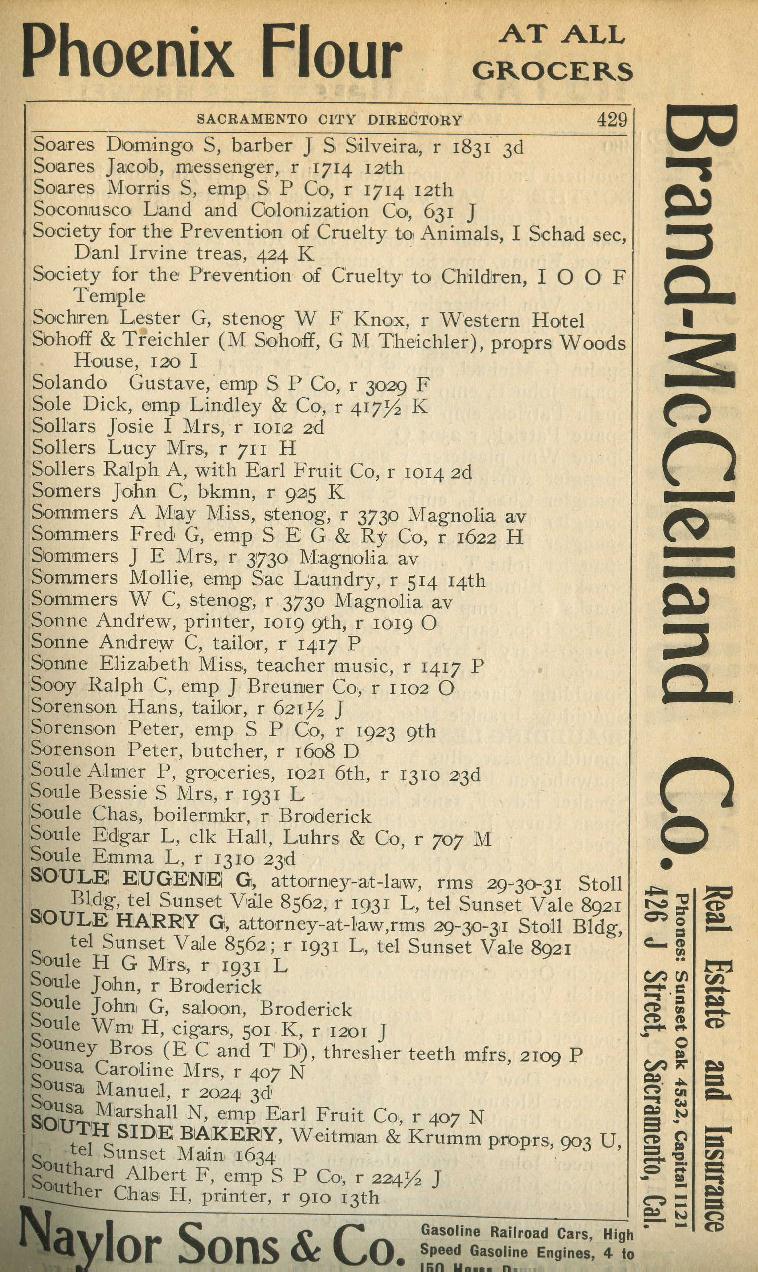 Phoenix Flour
AT ALL
GROCERS
SACRAMENTO CITY DIRECTORY 429
Soares Domingo S, barber J S Silveira, r 1831 3d
Soares Jacob, messenger, r 1714 12th
Soares Morris S, emp S P Co, r 1714 12th
Soconusco Land and Colonization Co, 631 J
Society for the Prevention of Cruelty to Animals, I Schad sec,
Danl Irvine treas, 424 K
Society for the Prevention of Cruelty to Children, I O O F
Temple
Sochren Lester G, stenog W F Knox, r Western Hotel
Sohoff & Treichler (M Sohoff, G M Theichler), proprs Woods
House, 120 I
Solando Gustave, emp S P Co, r 3029 F
Sole Dick, emp Lindley & Co, r 417½ K
Sollars Josie I Mrs, r 1012 2d
Sollers Lucy Mrs, r 711 H
Sollers Ralph A, with Earl Fruit Co, r 1014 2d
Somers John C, bkmn, r 925 K
Sommers A May Miss, stenog, r 3730 Magnolia av
Sommers Fred G, emp S E G & Ry Co, r 1622 H
Sommers J E Mrs, r 3730 Magnolia av
Sommers Mollie, emp Sac Laundry, r 514 14th
Sommers W C, stenog, r 3730 Magnolia av
Sonne Andrew, printer, 1019 9th, r 1019 O
Sonne Andrew C, tailor, r 1417 P
Sonne Elizabeth Miss, teacher music, r 1417 P
Sooy Ralph C, emp J Breuner Co, r 1102 O
Sorenson Hans, tailor, r 621½ J
Sorenson Peter, emp S P Co, r 1923 9th
Sorenson Peter, butcher, r 1608 D
Soule Almer P, groceries, 1021 6th, r 1310 23d
Soule Bessie S Mrs, r 1931 L
Soule Chas, boilermkr, r Broderick
Soule Edgar L, clk Hall, Luhrs & Co, r 707 M
Soule Emma L, r 1310 23d
SOULE EUGENE G, attorney-at-law, rms 29-30-31 Stoll
Bldg, tel Sunset Vale 8562, r 1931 L, tel Sunset Vale 8921
SOULE HARRY G, attorney-at-law,rms 29-30-31 Stoll Bldg,
tel Sunset Vale 8562; r 1931 L, tel Sunset Vale 8921
Soule H G Mrs, r 1931 L
Soule John, r Broderick
Soule John G, saloon, Broderick
Soule Wm H, cigars, 501 K, r 1201 J
Souney Bros (E C and T D), thresher teeth mfrs, 2109 P
Sousa Caroline Mrs, r 407 N
Sousa Manuel, r 2024 3d
Sousa Marshall N, emp Earl Fruit Co, r 407 N
SOUTH SIDE BAKERY, Weitman & Krumm proprs, 903 U,
tel Sunset Main 1634
Southard Albert F, emp S P Co, r 224½ J
Souther Chas H, printer, r 910 13th
Brand-McClelland Co.
Real Estate and Insurance
Phones: Sunset Oak 4532, Capital 1121
426 J Street, Sacramento, Cal.
Naylor Sons & Co.
Gasoline Railroad Cars, High
Speed Gasoline Engines, 4 to
150